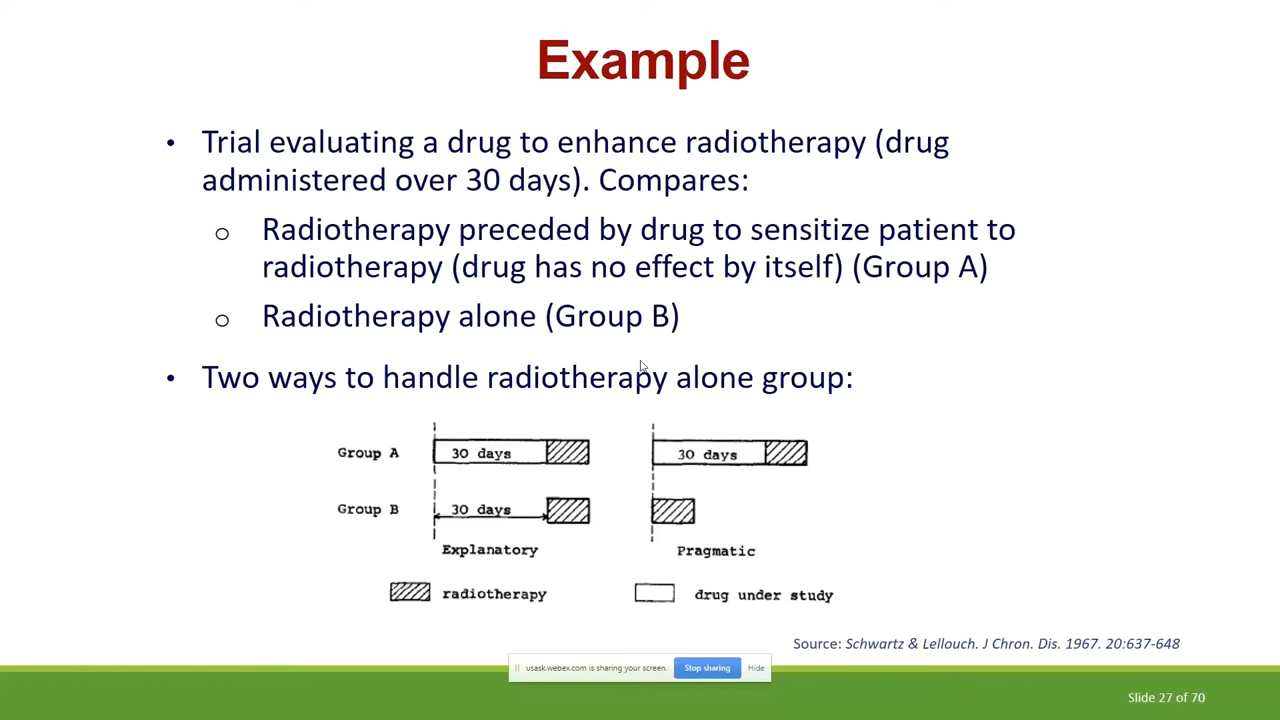 Example
• Trial evaluating a drug to enhance radiotherapy (drug
administered over 30 days). Compares:
o Radiotherapy preceded by drug to sensitize patient to
radiotherapy (drug has no effect by itself) (Group A)
o Radiotherapy alone (Group B)
• Two ways to handle radiotherapy alone group:
Group A 30 days 30 days
Group B 30 days
Explanatory Pragmatic
radiotherapy drug under study
Source: Schwartz & Lellouch. J Chron. Dis. 1967. 20:637-648
usask.webex.com is sharing your screen. Stop sharing Hide
Slide 27 of 70